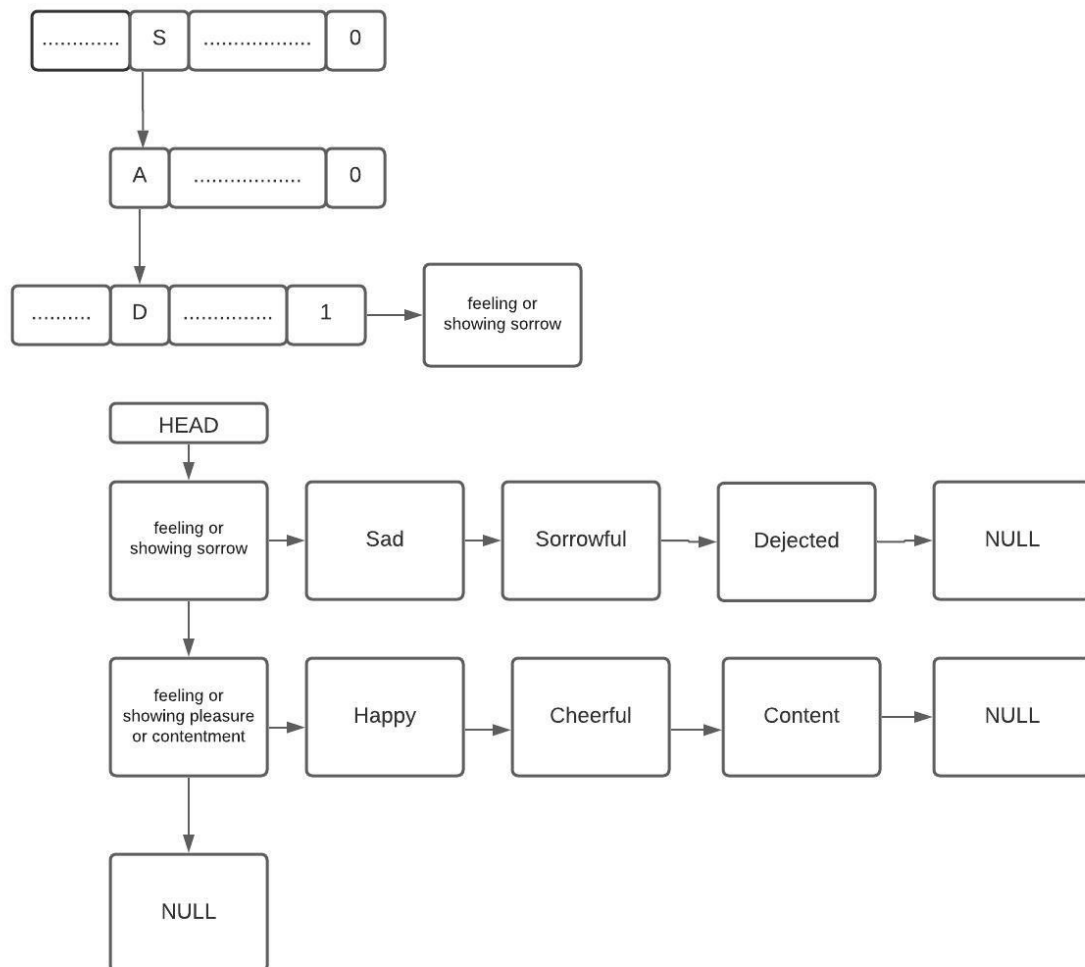 ............. S .................. 0
A .................. 0
.......... D ............... 1
feeling or
showing sorrow
HEAD
feeling or
showing sorrow
Sad
Sorrowful
Dejected
NULL
feeling or
showing pleasure
or contentment
Happy
Cheerful
Content
NULL
NULL